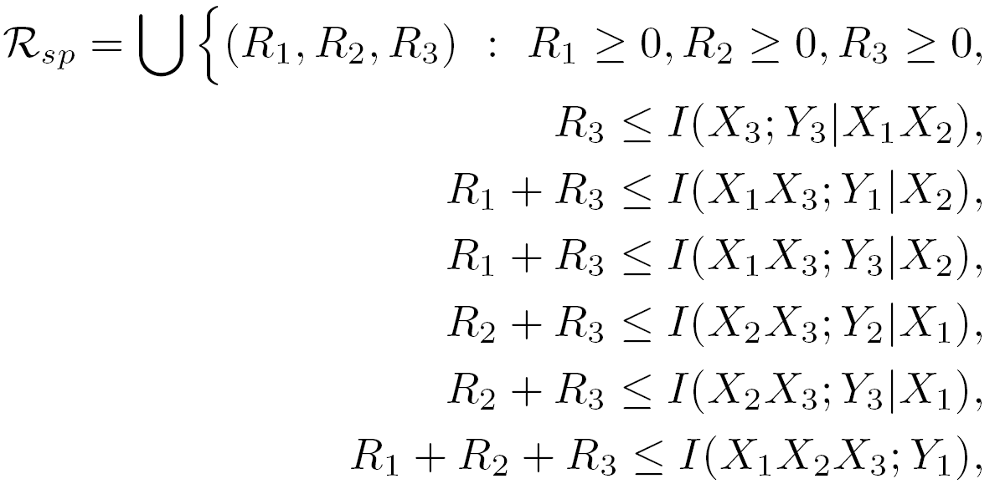 $\mathcal{R}_{sp} = \bigcup \Big\{ (R_1, R_2, R_3) \; : \; R_1 \geq 0, R_2 \geq 0, R_3 \geq 0,$
$R_3 \leq I(X_3; Y_3 | X_1 X_2),$
$R_1 + R_3 \leq I(X_1 X_3; Y_1 | X_2),$
$R_1 + R_3 \leq I(X_1 X_3; Y_3 | X_2),$
$R_2 + R_3 \leq I(X_2 X_3; Y_2 | X_1),$
$R_2 + R_3 \leq I(X_2 X_3; Y_3 | X_1),$
$R_1 + R_2 + R_3 \leq I(X_1 X_2 X_3; Y_1),$